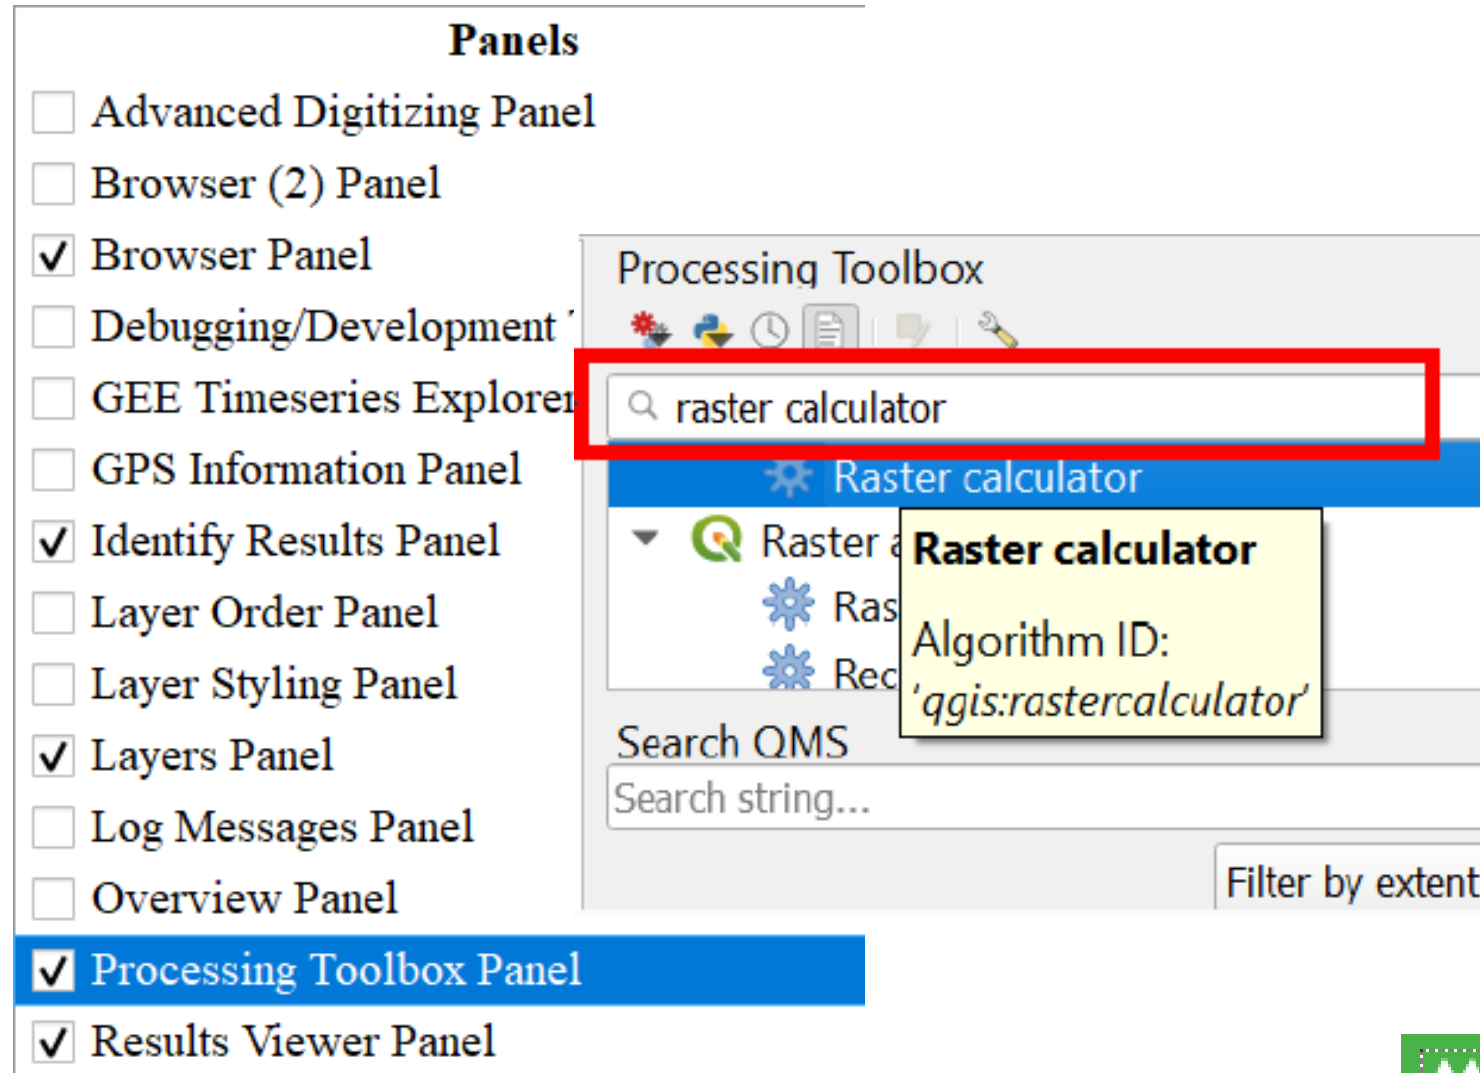 Panels
Advanced Digitizing Panel
Browser (2) Panel
Browser Panel
Debugging/Development
GEE Timeseries Explorer
GPS Information Panel
Identify Results Panel
Layer Order Panel
Layer Styling Panel
Layers Panel
Log Messages Panel
Overview Panel
Processing Toolbox Panel
Results Viewer Panel
Processing Toolbox
raster calculator
Raster calculator
Raster
Raster calculator
Algorithm ID:
'qgis:rastercalculator'
Search QMS
Search string...
Filter by extent